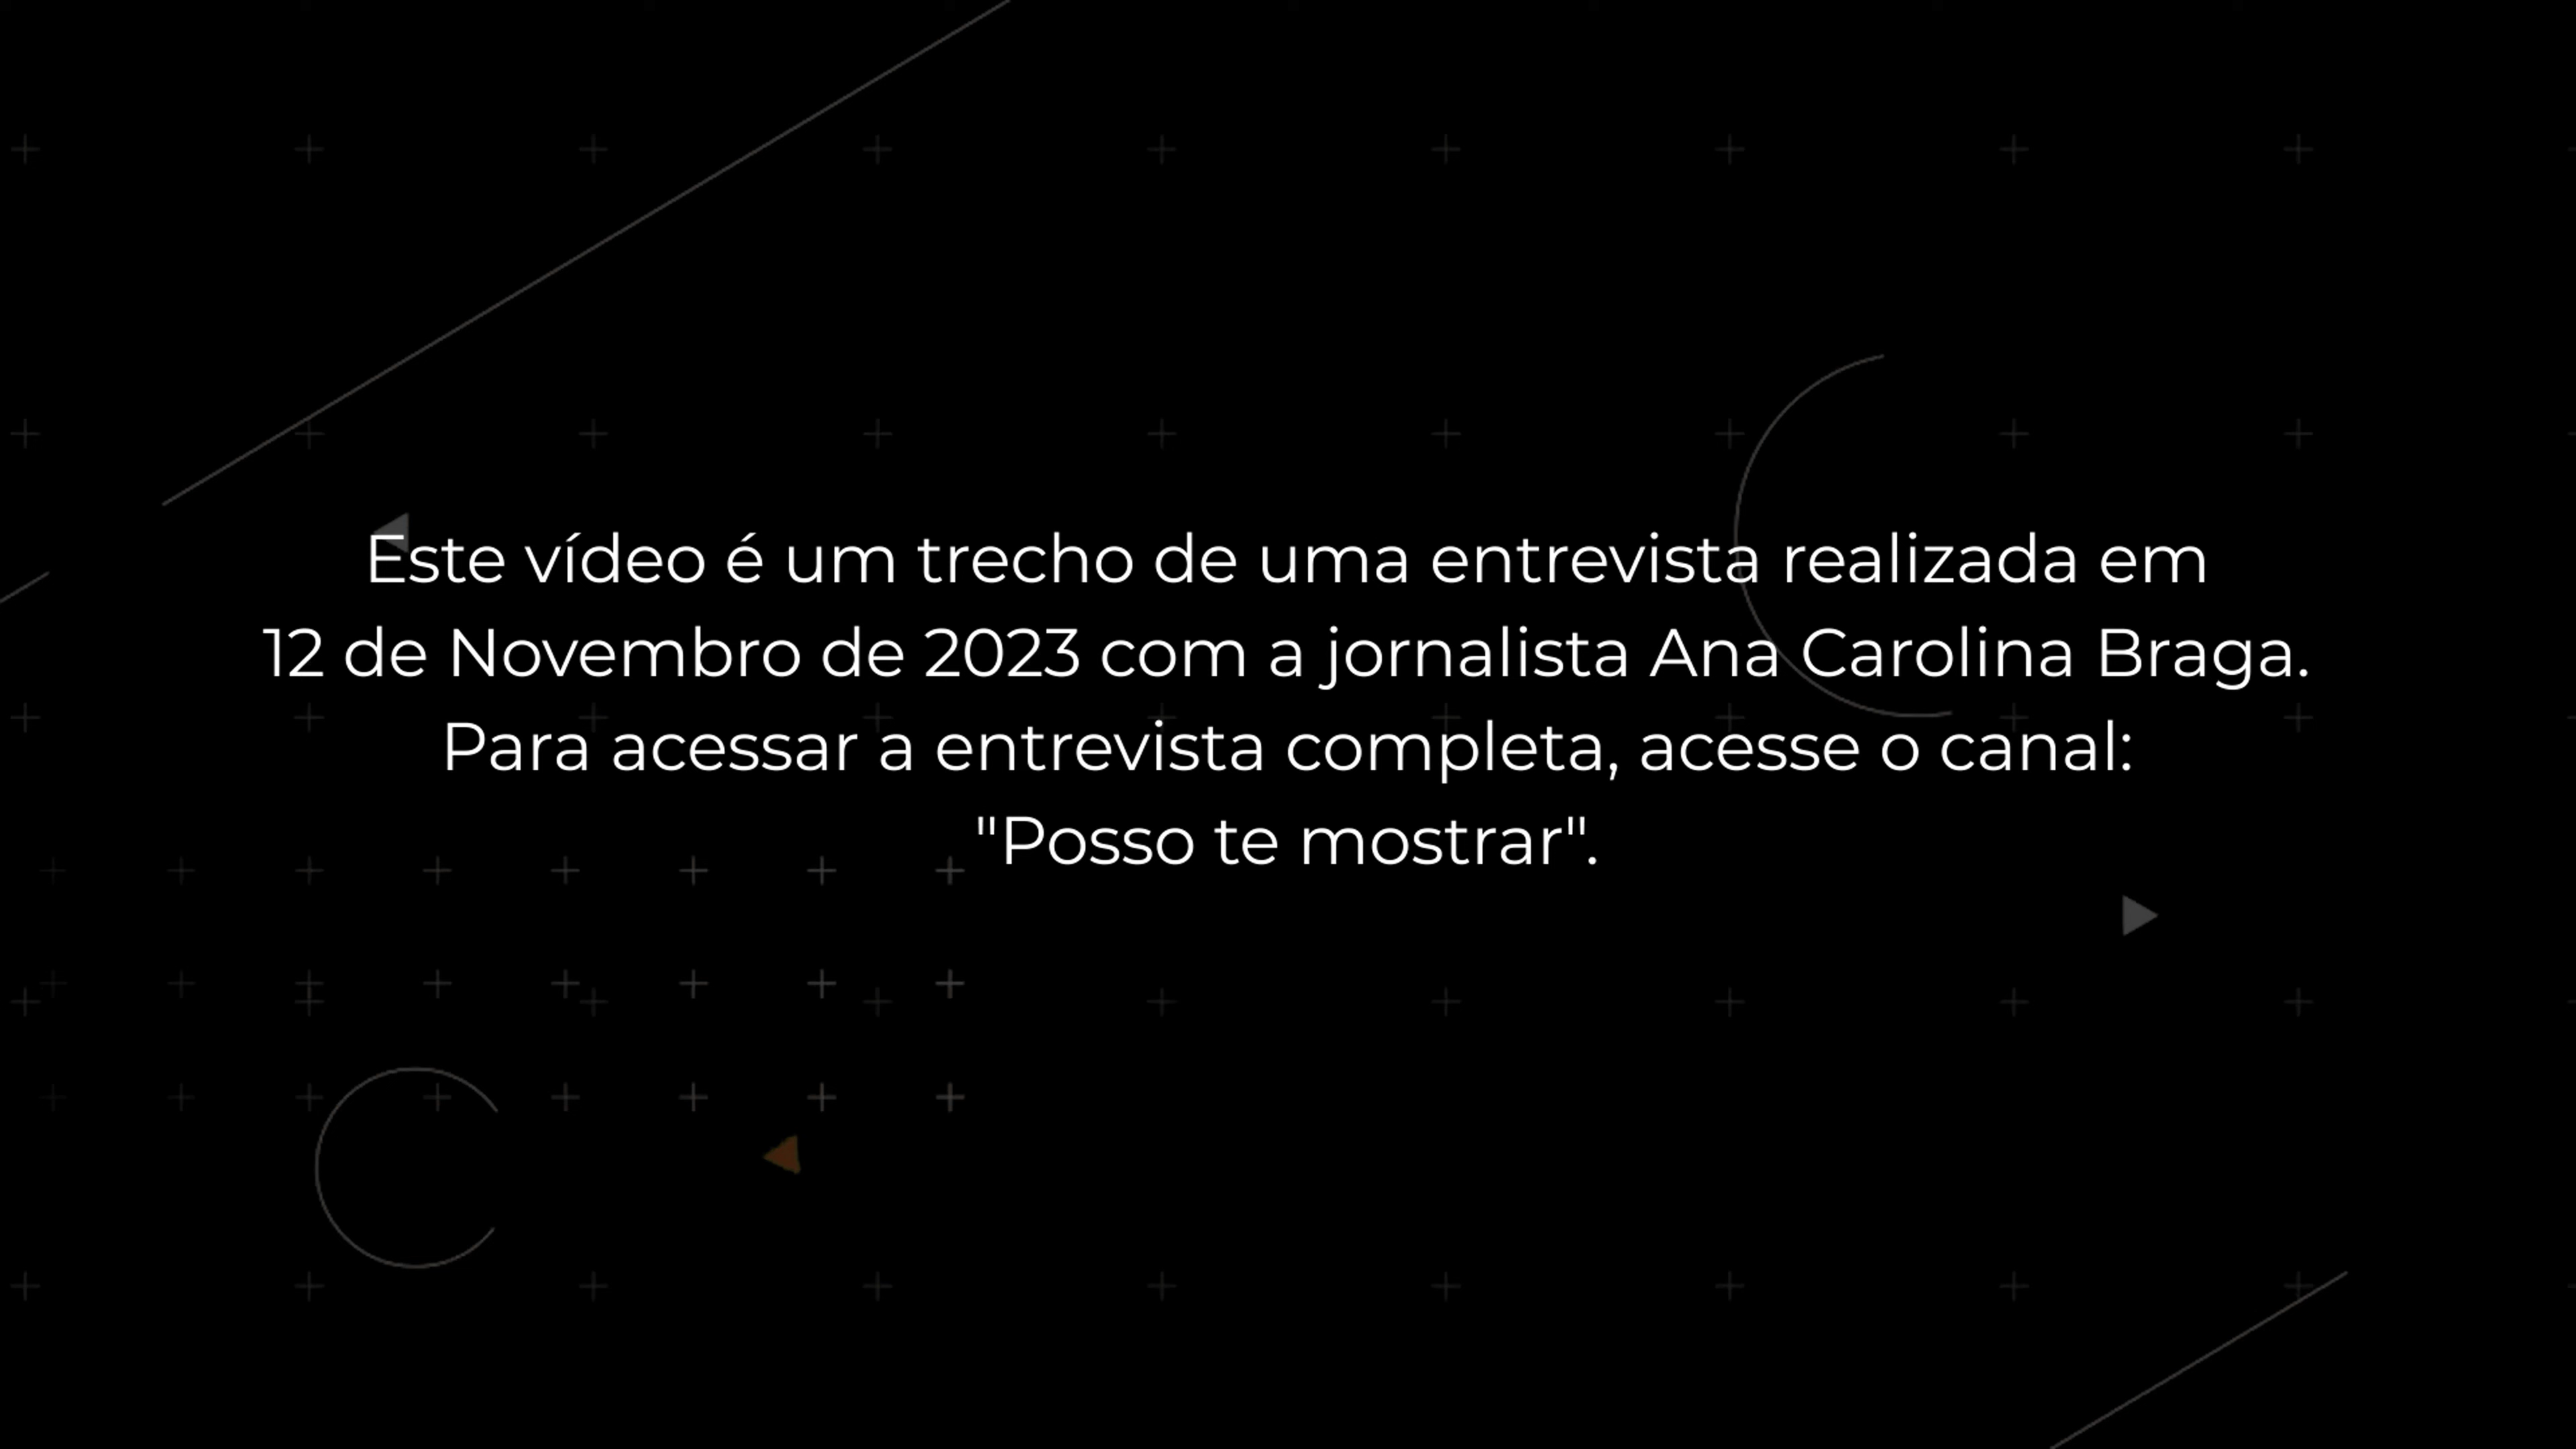 Este vídeo é um trecho de uma entrevista realizada em
12 de Novembro de 2023 com a jornalista Ana Carolina Braga.
Para acessar a entrevista completa, acesse o canal:
"Posso te mostrar".